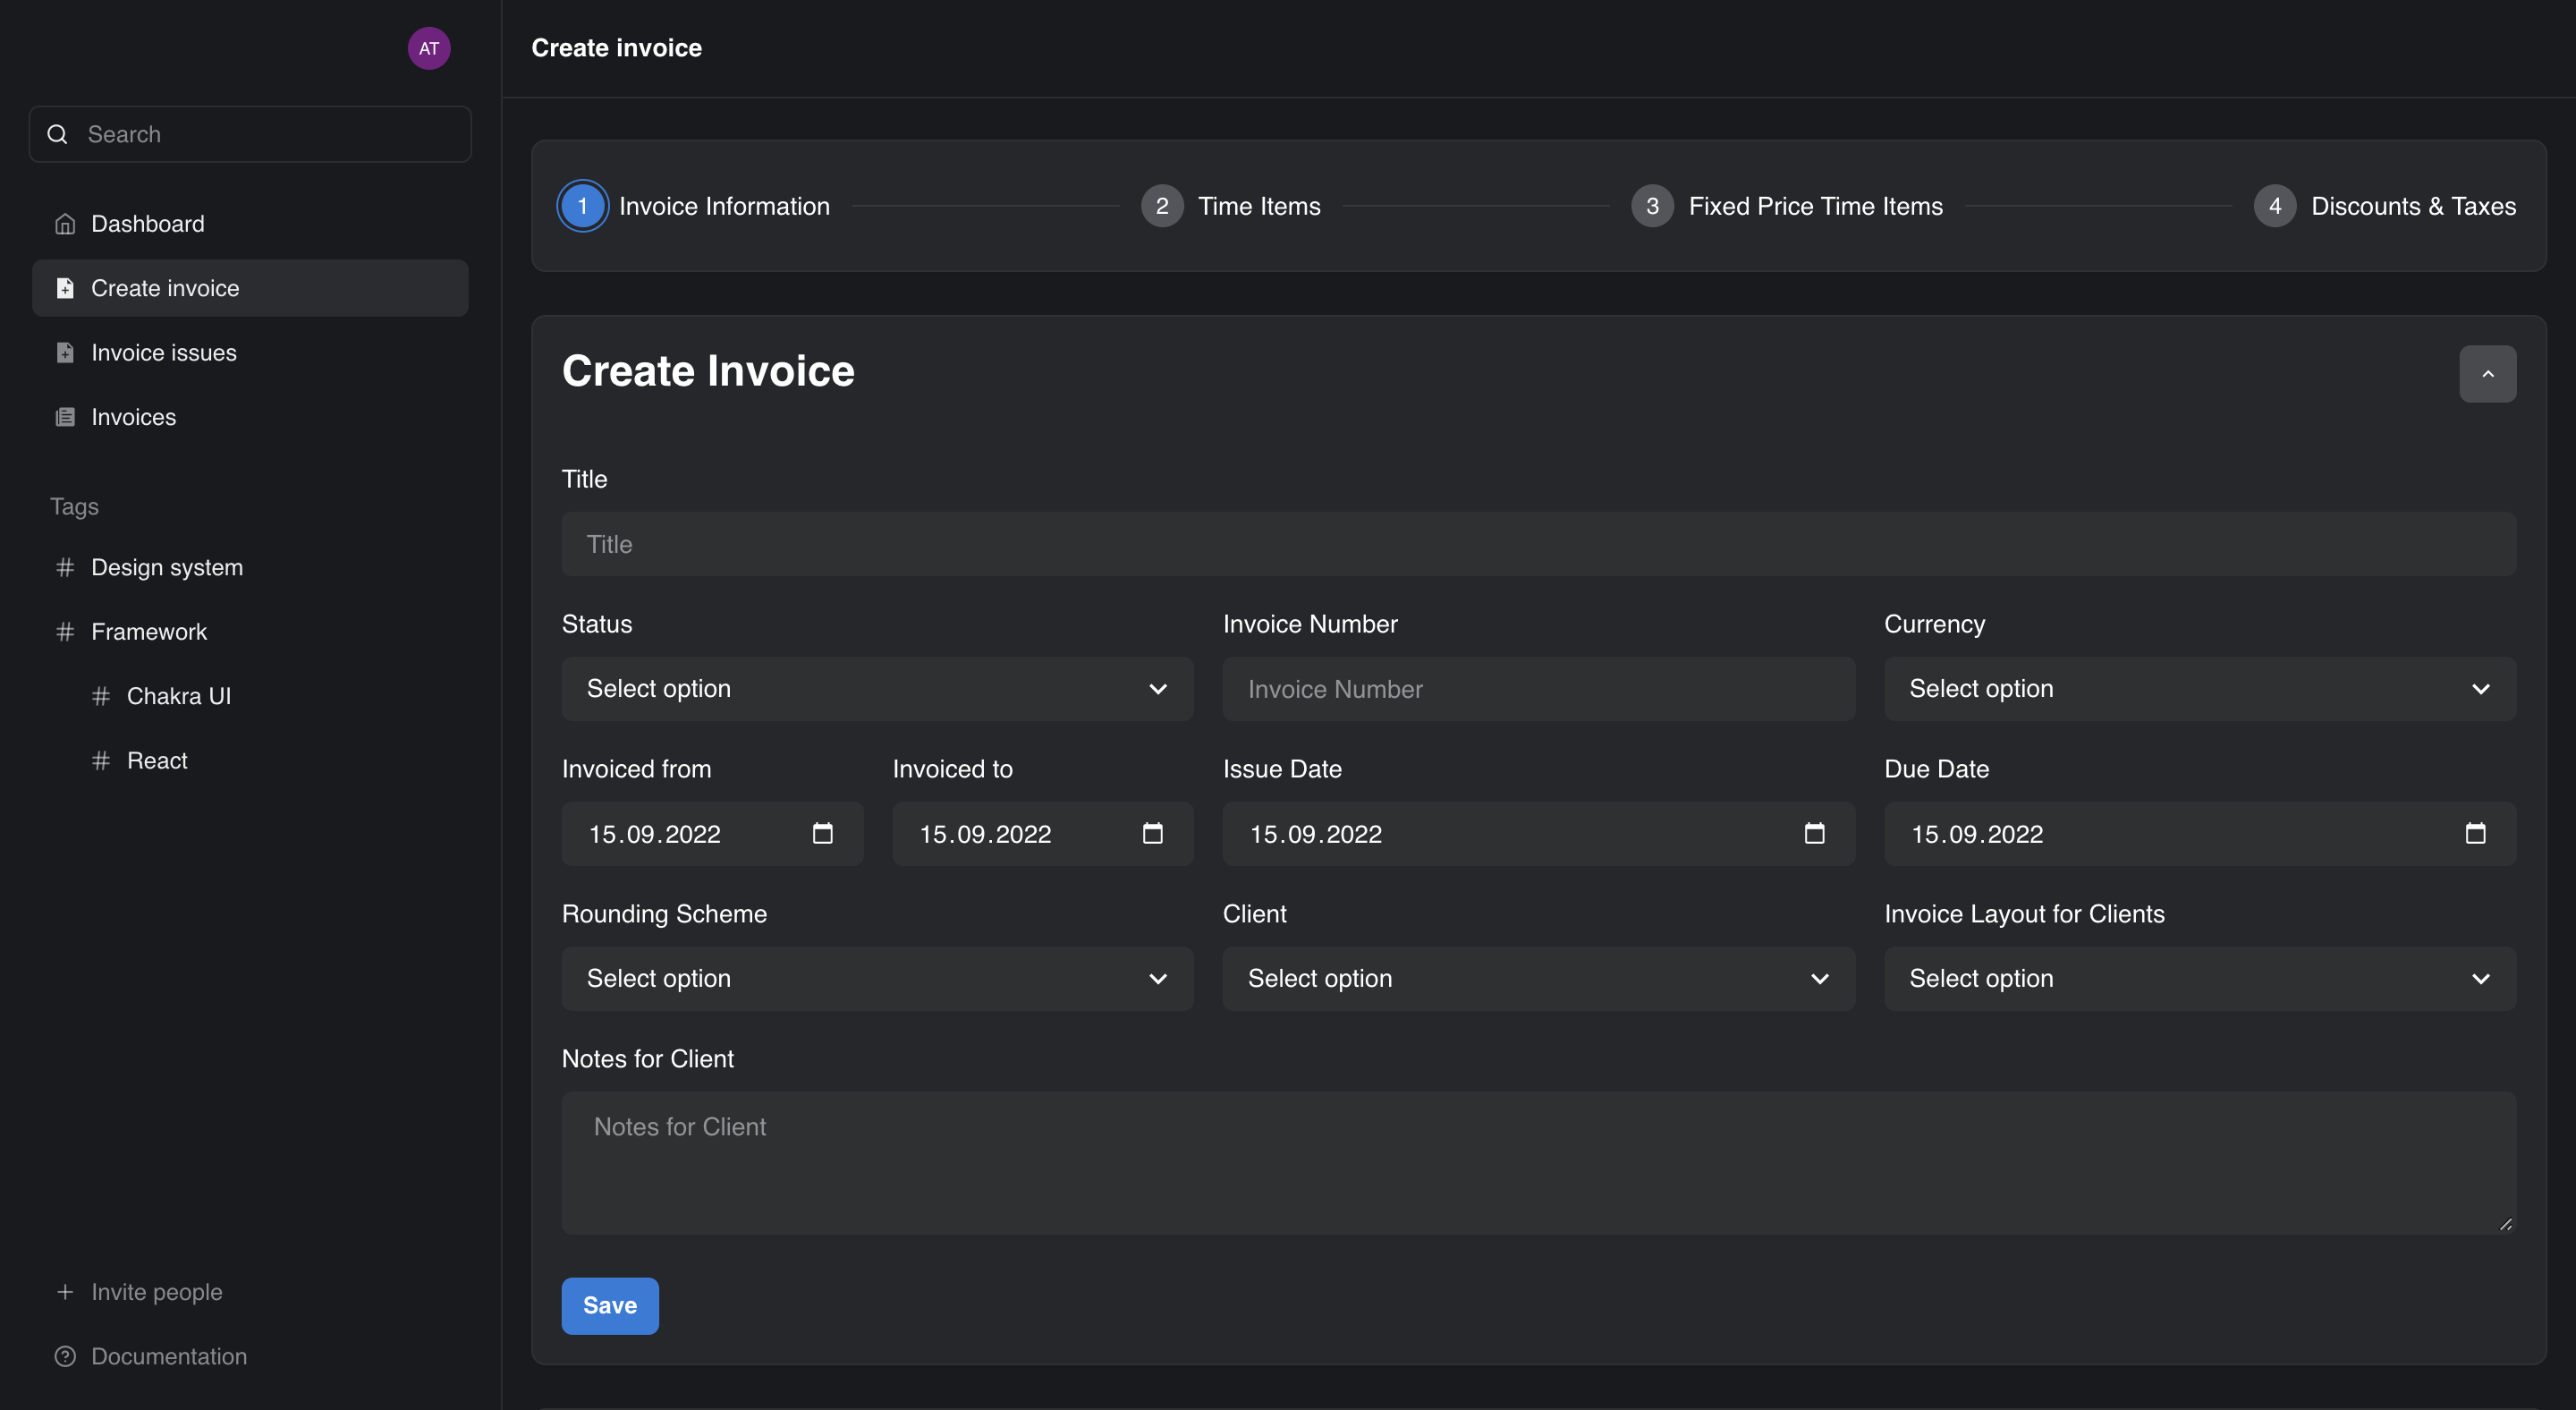 AT
Search
Dashboard
Create invoice
Invoice issues
Invoices
Tags
# Design system
# Framework
# Chakra UI
# React
+ Invite people
Documentation
Create invoice
1 Invoice Information
2 Time Items
3 Fixed Price Time Items
4 Discounts & Taxes
Create Invoice
Title
Title
Status
Invoice Number
Currency
Select option
Invoice Number
Select option
Invoiced from
Invoiced to
Issue Date
Due Date
15.09.2022
15.09.2022
15.09.2022
15.09.2022
Rounding Scheme
Client
Invoice Layout for Clients
Select option
Select option
Select option
Notes for Client
Notes for Client
Save